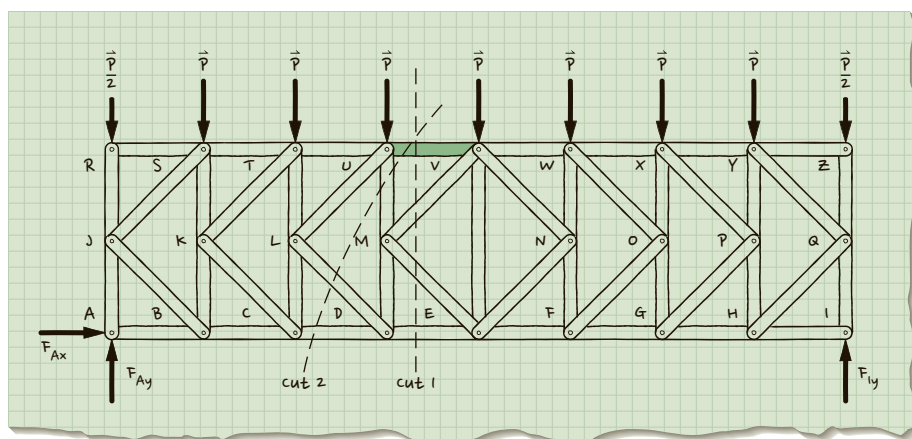 P⃗/2 P⃗ P⃗ P⃗ P⃗ P⃗ P⃗ P⃗ P⃗/2
R S T U V W X Y Z
J K L M N O P Q
A B C D E F G H I
F_Ax
F_Ay cut 2 cut 1 F_Iy